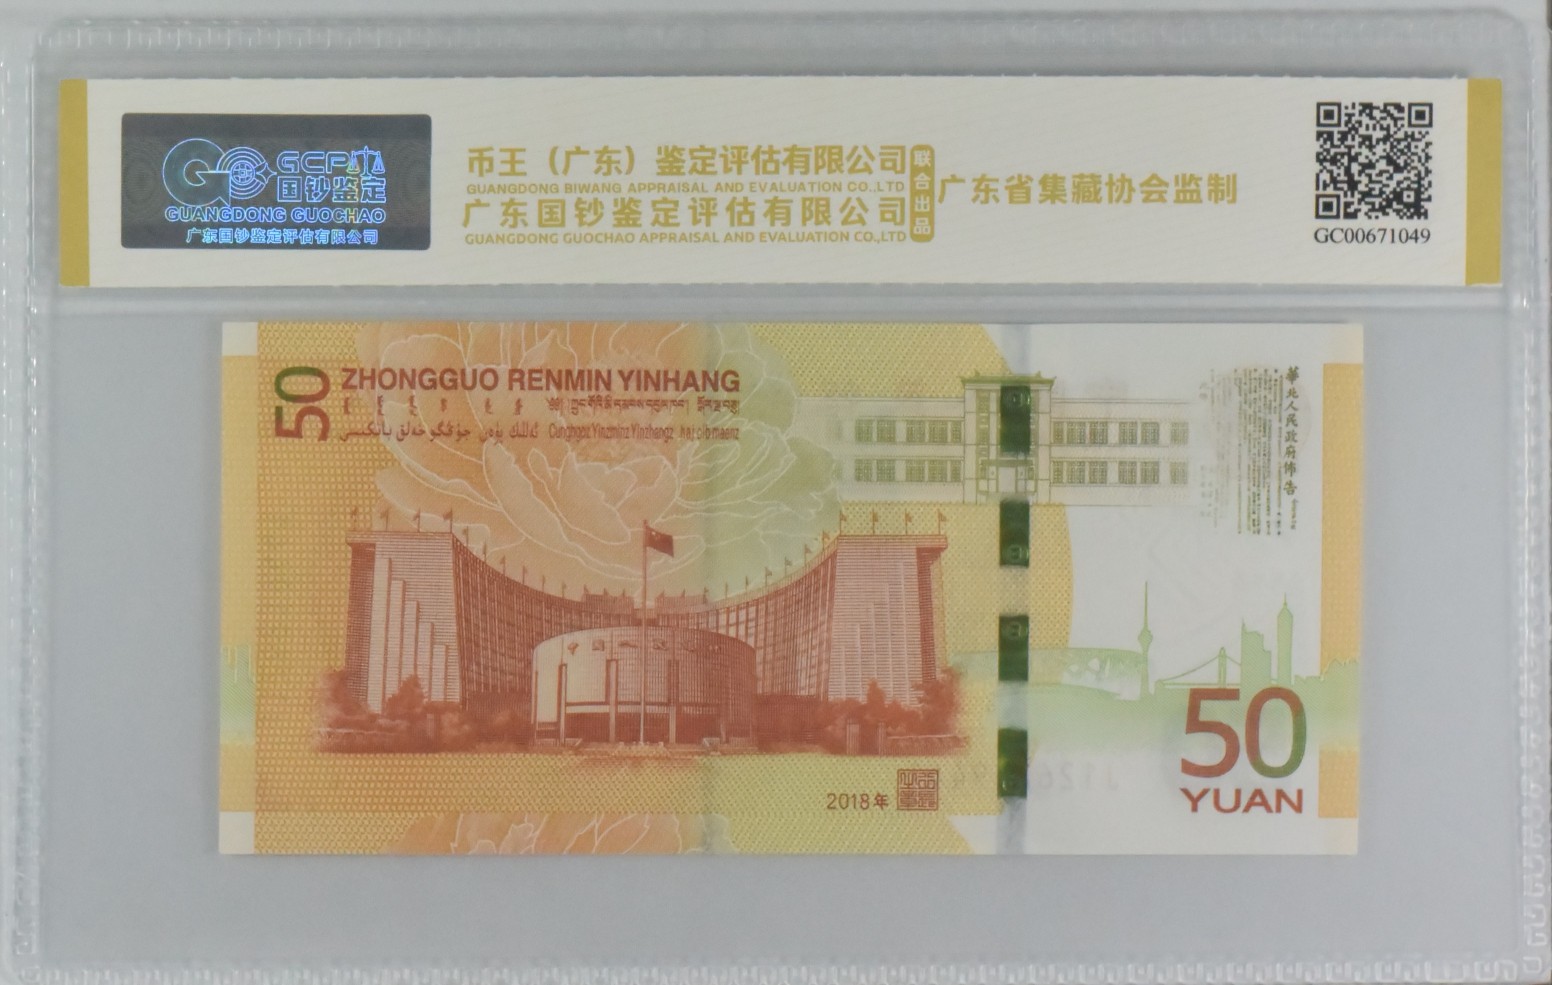 GCPA
国钞鉴定
GUANGDONG GUOCHAO
广东国钞鉴定评估有限公司
币王（广东）鉴定评估有限公司
GUANGDONG BIWANG APPRAISAL AND EVALUATION CO.,LTD
广东国钞鉴定评估有限公司
GUANGDONG GUOCHAO APPRAISAL AND EVALUATION CO.,LTD
联合出品
广东省集藏协会监制
GC00671049
50
ZHONGGUO RENMIN YINHANG
جۇڭگو خەلق بانكىسى
Cunghgoz Yinzminz Yinzhangz
華北人民政府佈告
2018年
50
YUAN